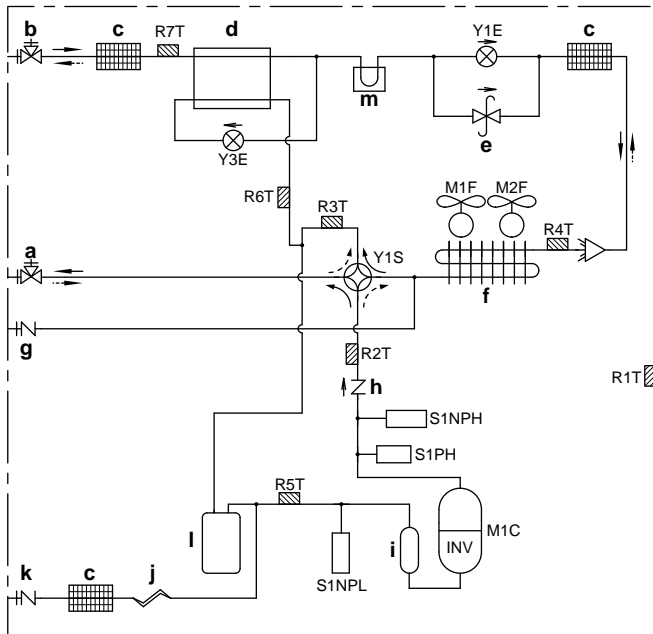 b
c
R7T
d
m
Y1E
c
e
Y3E
R6T
R3T
M1F
M2F
R4T
a
Y1S
f
g
R2T
R1T
h
S1NPH
S1PH
R5T
l
i
M1C
INV
S1NPL
k
c
j